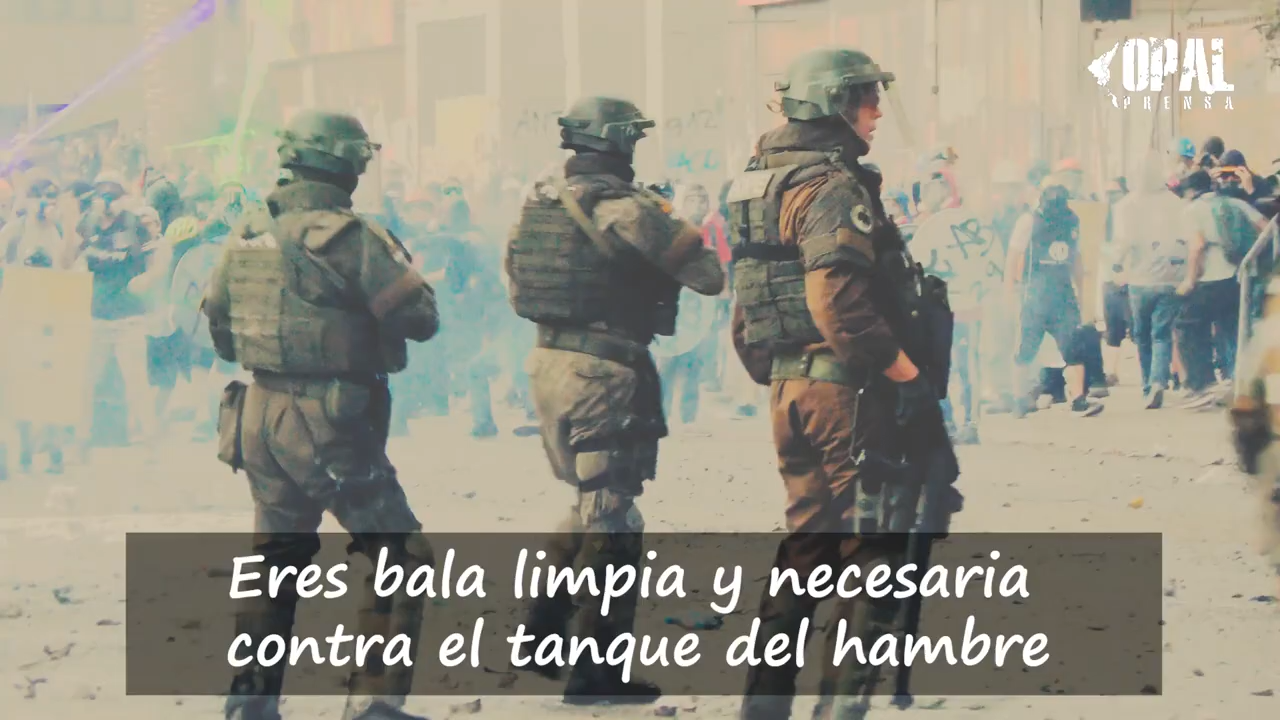 OPAL
PRENSA
Eres bala limpia y necesaria
contra el tanque del hambre